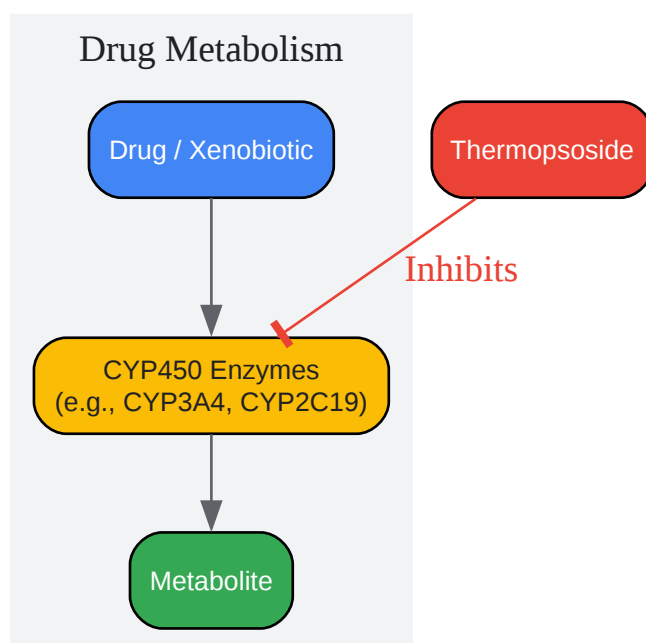 Drug Metabolism
Drug / Xenobiotic
Thermopsoside
Inhibits
CYP450 Enzymes
(e.g., CYP3A4, CYP2C19)
Metabolite